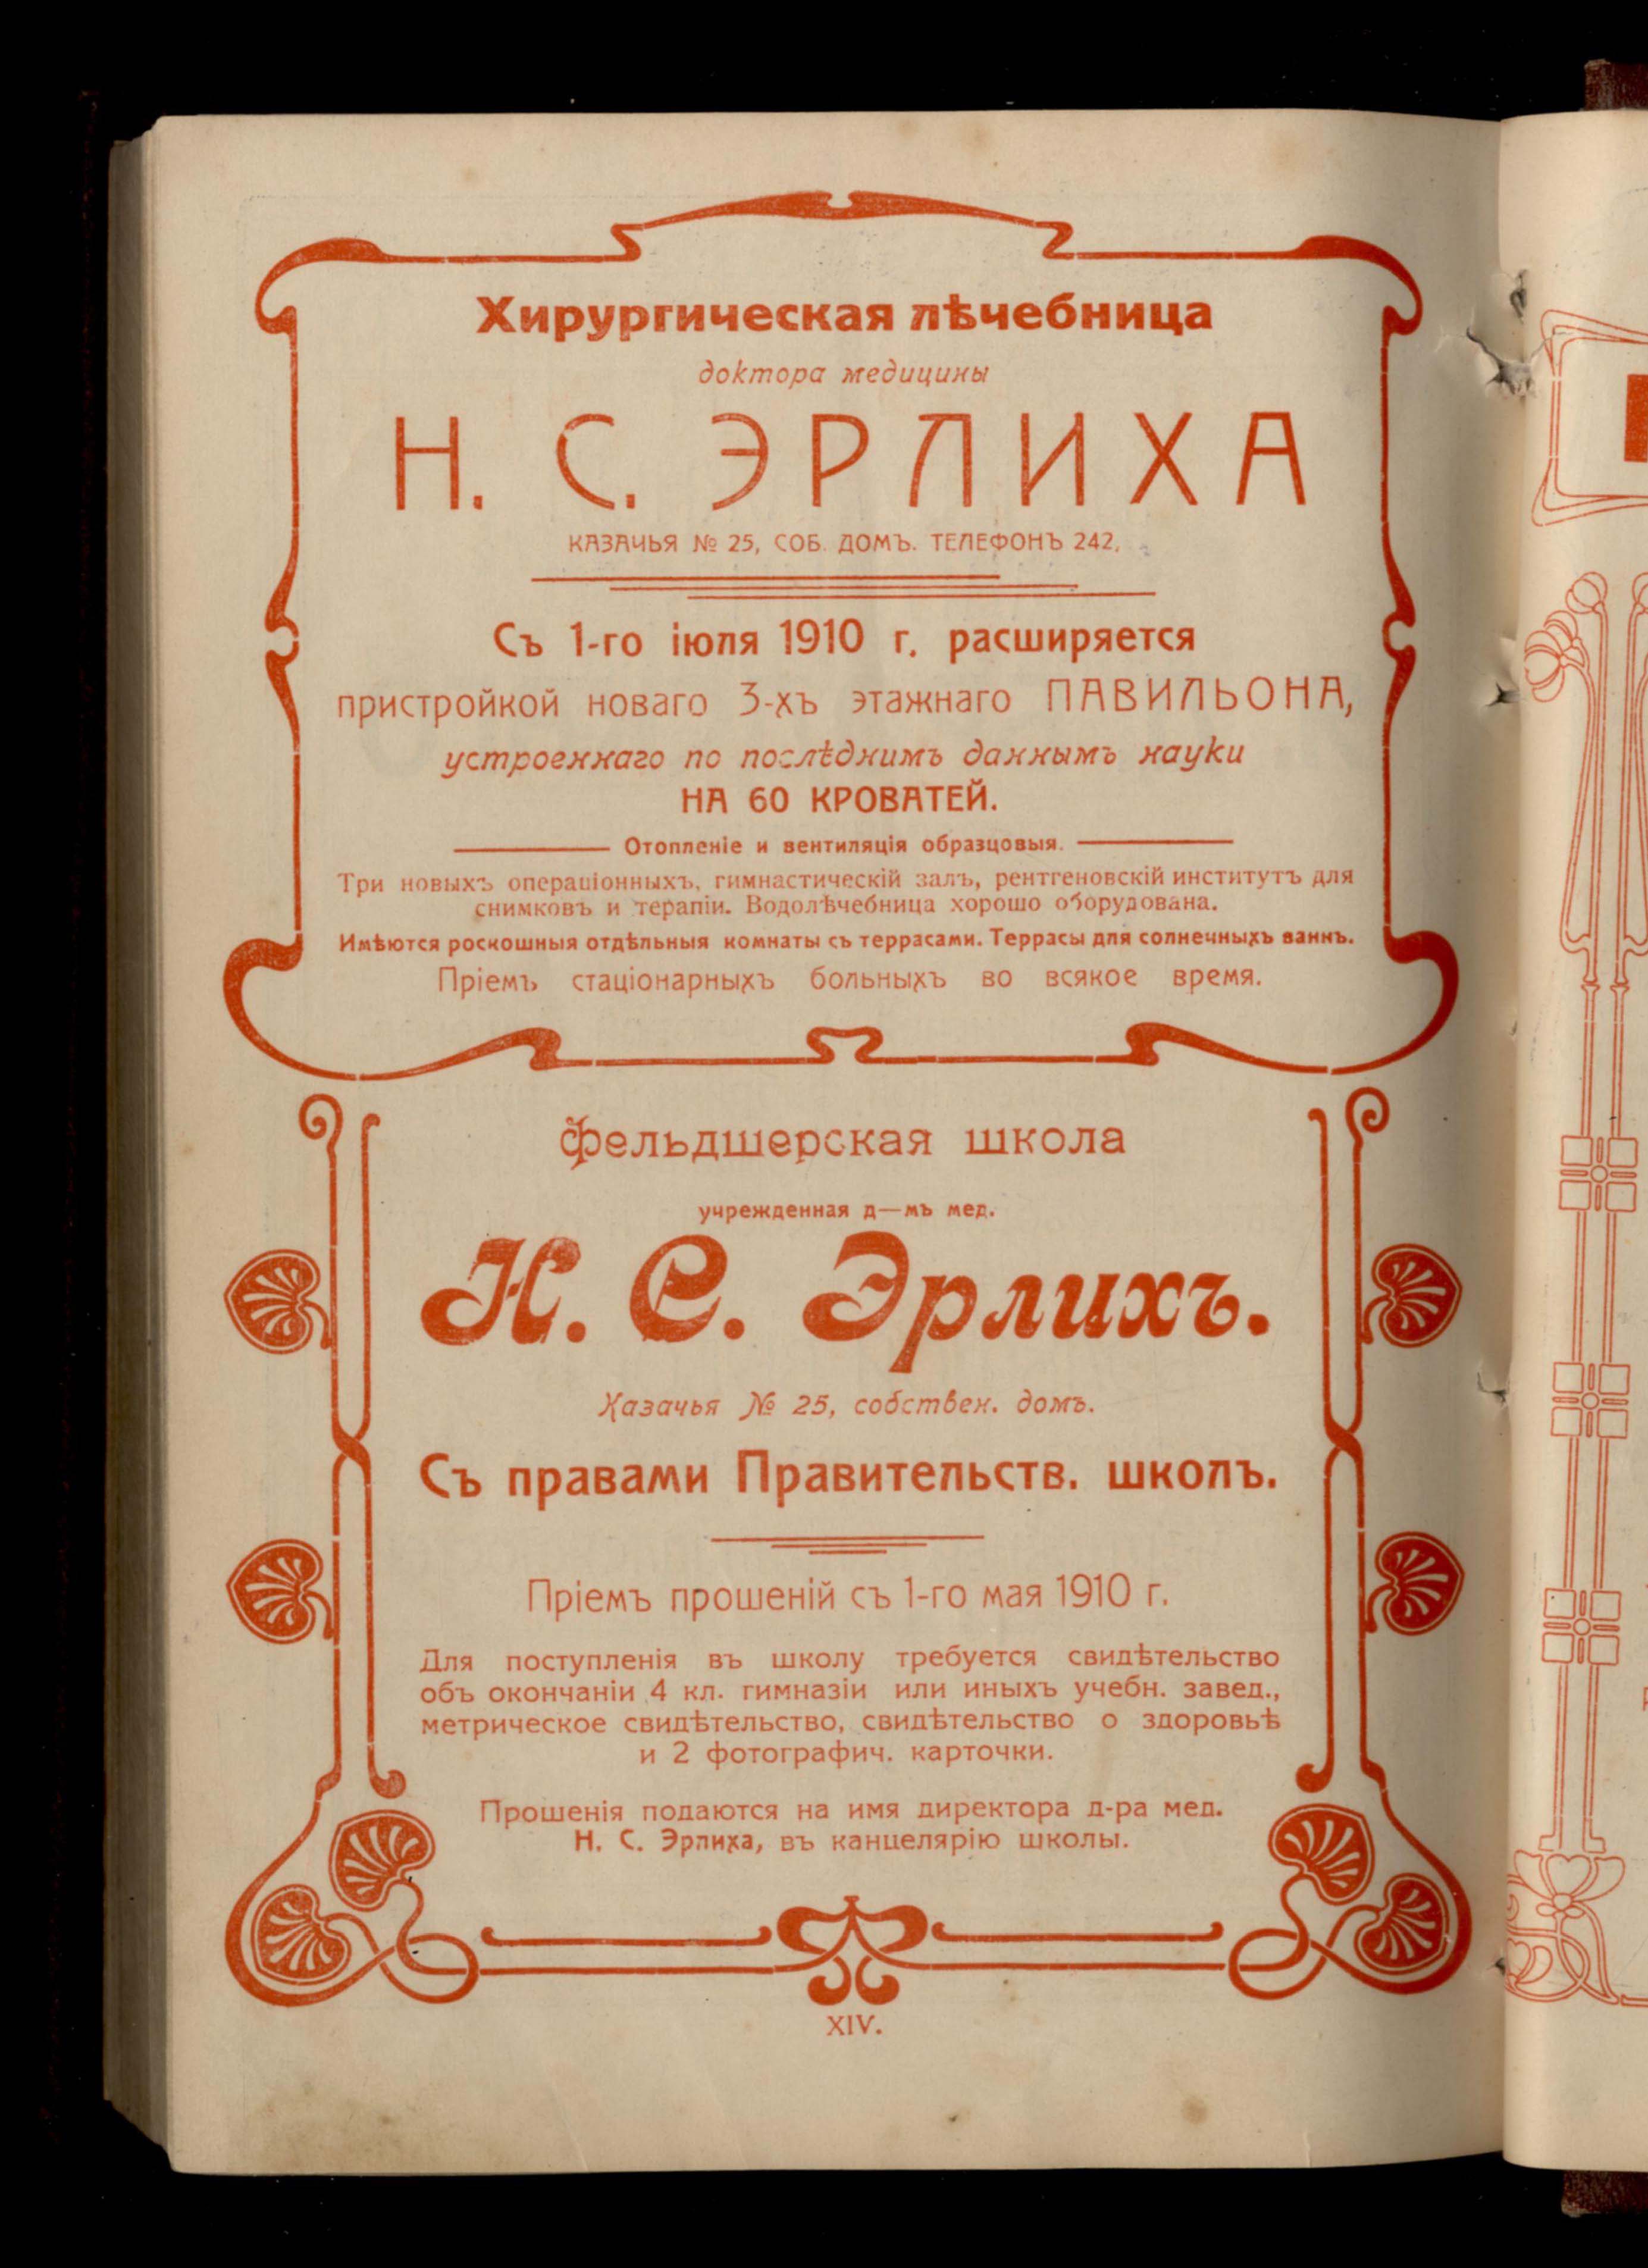 Хирургическая лѣчебница
доктора медицины
Н. С. ЭРЛИХА
КАЗАЧЬЯ № 25, СОБ. ДОМЪ. ТЕЛЕФОНЪ 242.
Съ 1-го іюля 1910 г. расширяется
пристройкой новаго 3-хъ этажнаго ПАВИЛЬОНА,
устроеннаго по послѣднимъ даннымъ науки
НА 60 КРОВАТЕЙ.
Отопленіе и вентиляція образцовыя.
Три новыхъ операціонныхъ, гимнастическій залъ, рентгеновскій институтъ для
снимковъ и терапіи. Водолѣчебница хорошо оборудована.
Имѣются роскошныя отдѣльныя комнаты съ террасами. Террасы для солнечныхъ ваннъ.
Пріемъ стаціонарныхъ больныхъ во всякое время.
Фельдшерская школа
учрежденная д—мъ мед.
Н. С. Эрлихъ.
Казачья № 25, собствен. домъ.
Съ правами Правительств. школъ.
Пріемъ прошеній съ 1-го мая 1910 г.
Для поступленія въ школу требуется свидѣтельство
объ окончаніи 4 кл. гимназіи или иныхъ учебн. завед.,
метрическое свидѣтельство, свидѣтельство о здоровьѣ
и 2 фотографич. карточки.
Прошенія подаются на имя директора д-ра мед.
Н. С. Эрлиха, въ канцелярію школы.
XIV.